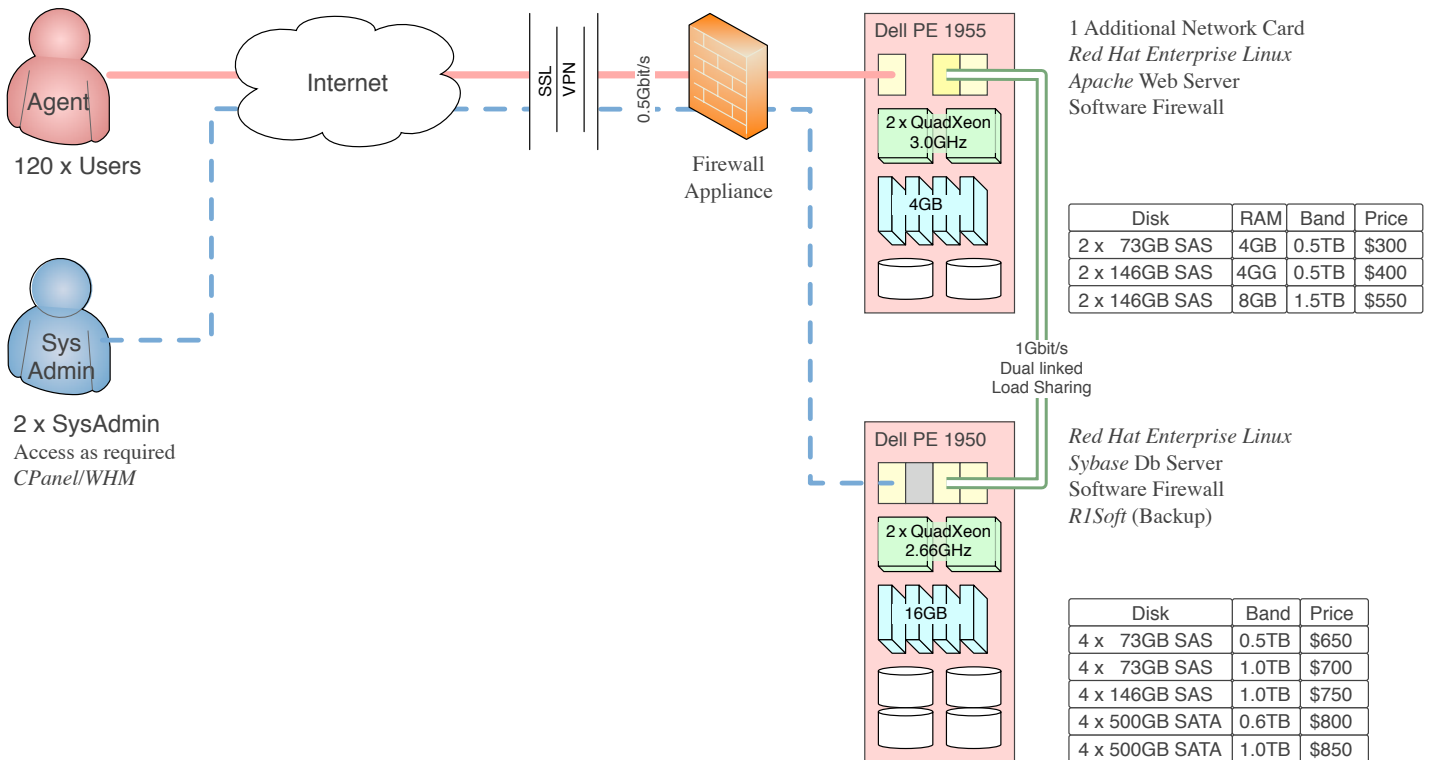 Agent
120 x Users
Sys
Admin
2 x SysAdmin
Access as required
CPanel/WHM
Internet
SSL
VPN
0.5Gbit/s
Firewall
Appliance
Dell PE 1955
2 x QuadXeon
3.0GHz
4GB
1 Additional Network Card
Red Hat Enterprise Linux
Apache Web Server
Software Firewall
Disk RAM Band Price
2 x 73GB SAS 4GB 0.5TB $300
2 x 146GB SAS 4GG 0.5TB $400
2 x 146GB SAS 8GB 1.5TB $550
1Gbit/s
Dual linked
Load Sharing
Dell PE 1950
2 x QuadXeon
2.66GHz
16GB
Red Hat Enterprise Linux
Sybase Db Server
Software Firewall
R1Soft (Backup)
Disk Band Price
4 x 73GB SAS 0.5TB $650
4 x 73GB SAS 1.0TB $700
4 x 146GB SAS 1.0TB $750
4 x 500GB SATA 0.6TB $800
4 x 500GB SATA 1.0TB $850